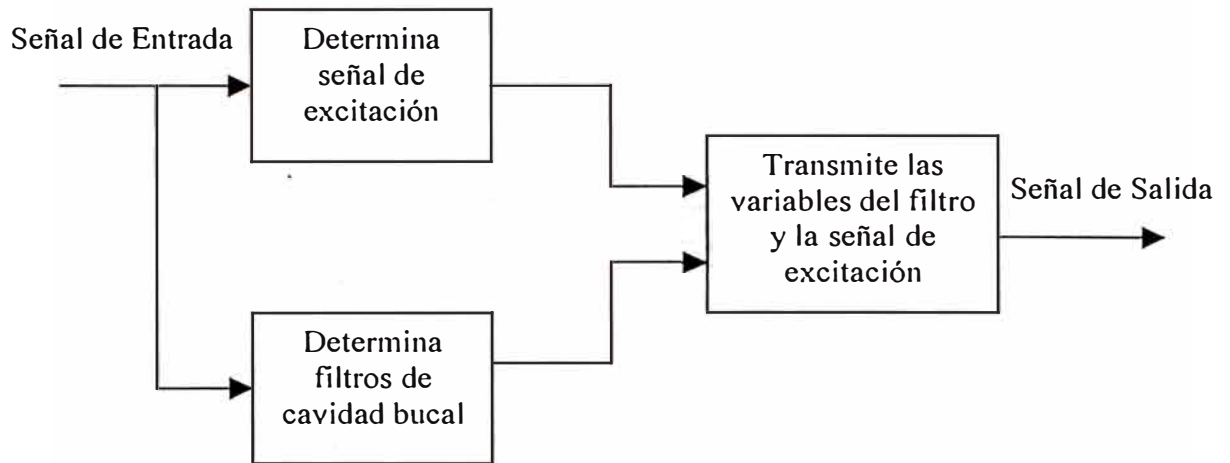 Señal de Entrada
Determina
señal de
excitación
Transmite las
variables del filtro
y la señal de
excitación
Señal de Salida
Determina
filtros de
cavidad bucal